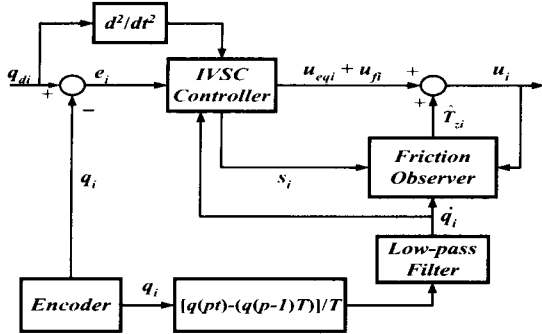 d²/dt²
q_di
+
−
e_i
IVSC
Controller
u_eqi + u_fi
+
+
u_i
T̂_zi
Friction
Observer
s_i
q_i
q̇_i
Low-pass
Filter
Encoder
q_i
[q(pt)-(q(p-1)T)]/T